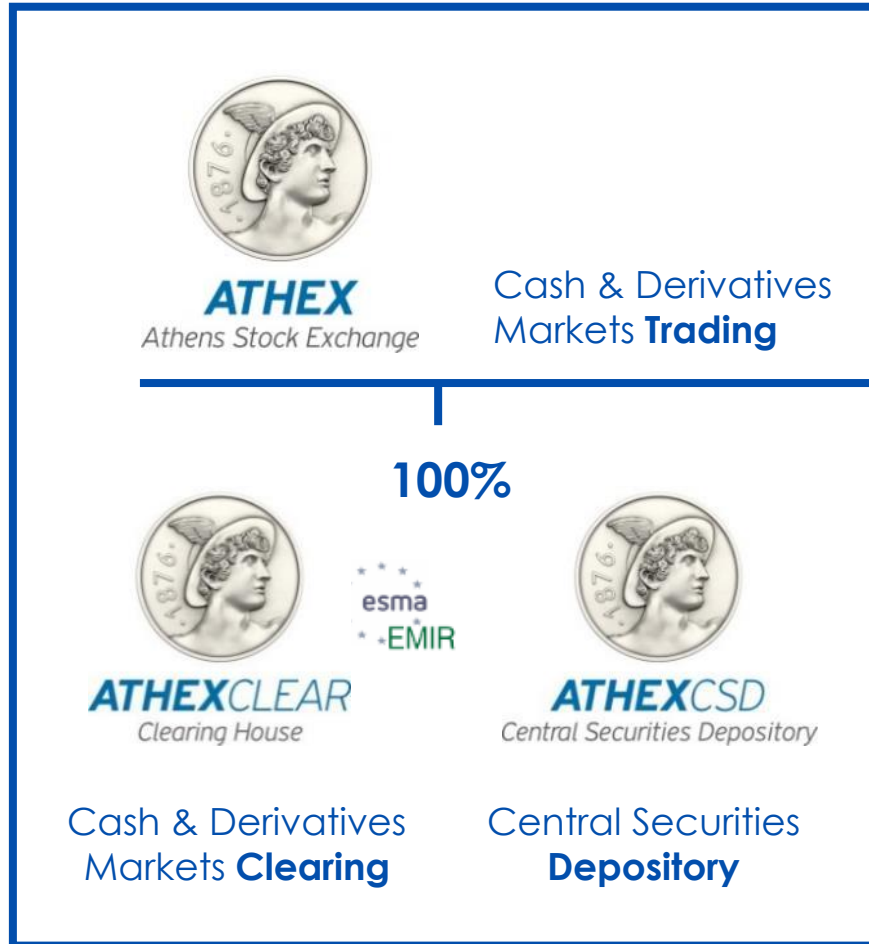 ·1876·
ATHEX
Athens Stock Exchange
Cash & Derivatives
Markets Trading
100%
·1876·
esma
EMIR
·1876·
ATHEXCLEAR
Clearing House
ATHEXCSD
Central Securities Depository
Cash & Derivatives
Markets Clearing
Central Securities
Depository